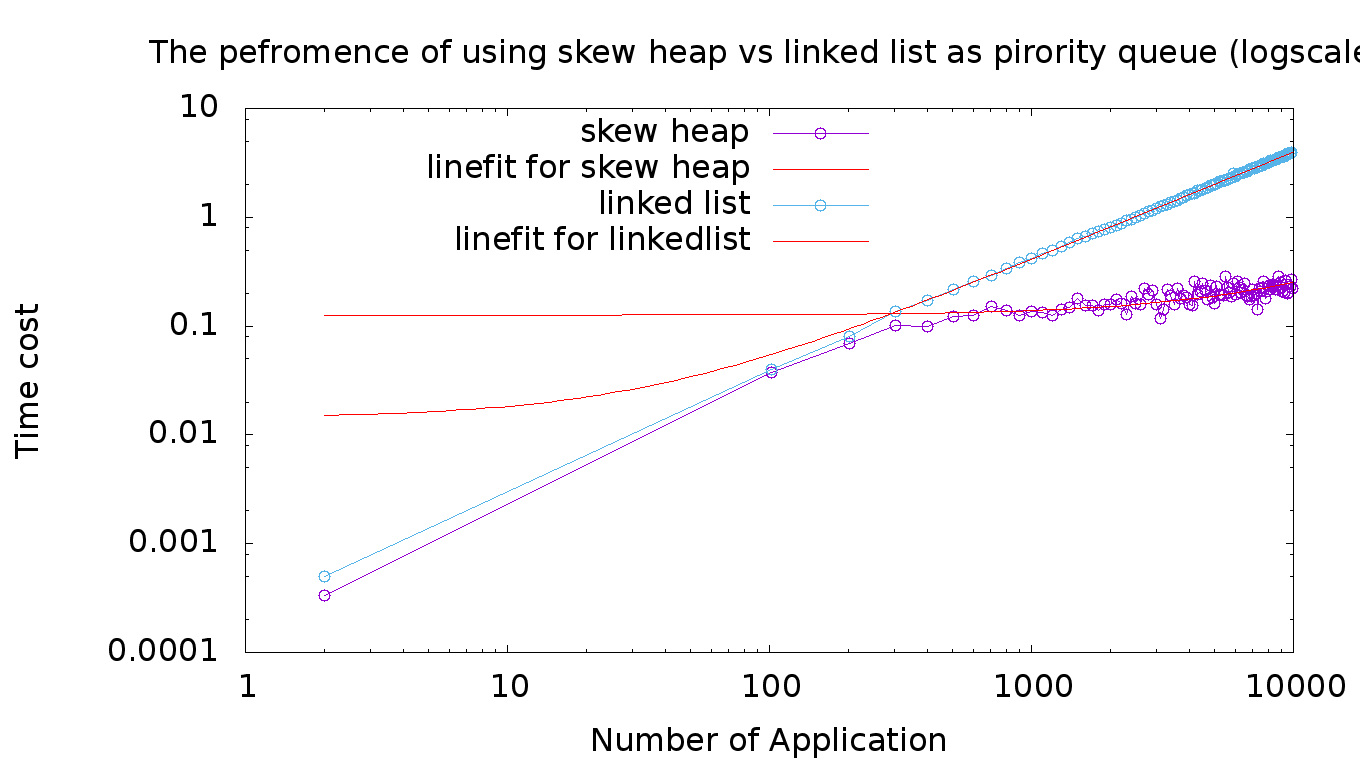 The pefromence of using skew heap vs linked list as pirority queue (logscale
10
1
0.1
0.01
0.001
0.0001
skew heap
linefit for skew heap
linked list
linefit for linkedlist
Time cost
1 10 100 1000 10000
Number of Application